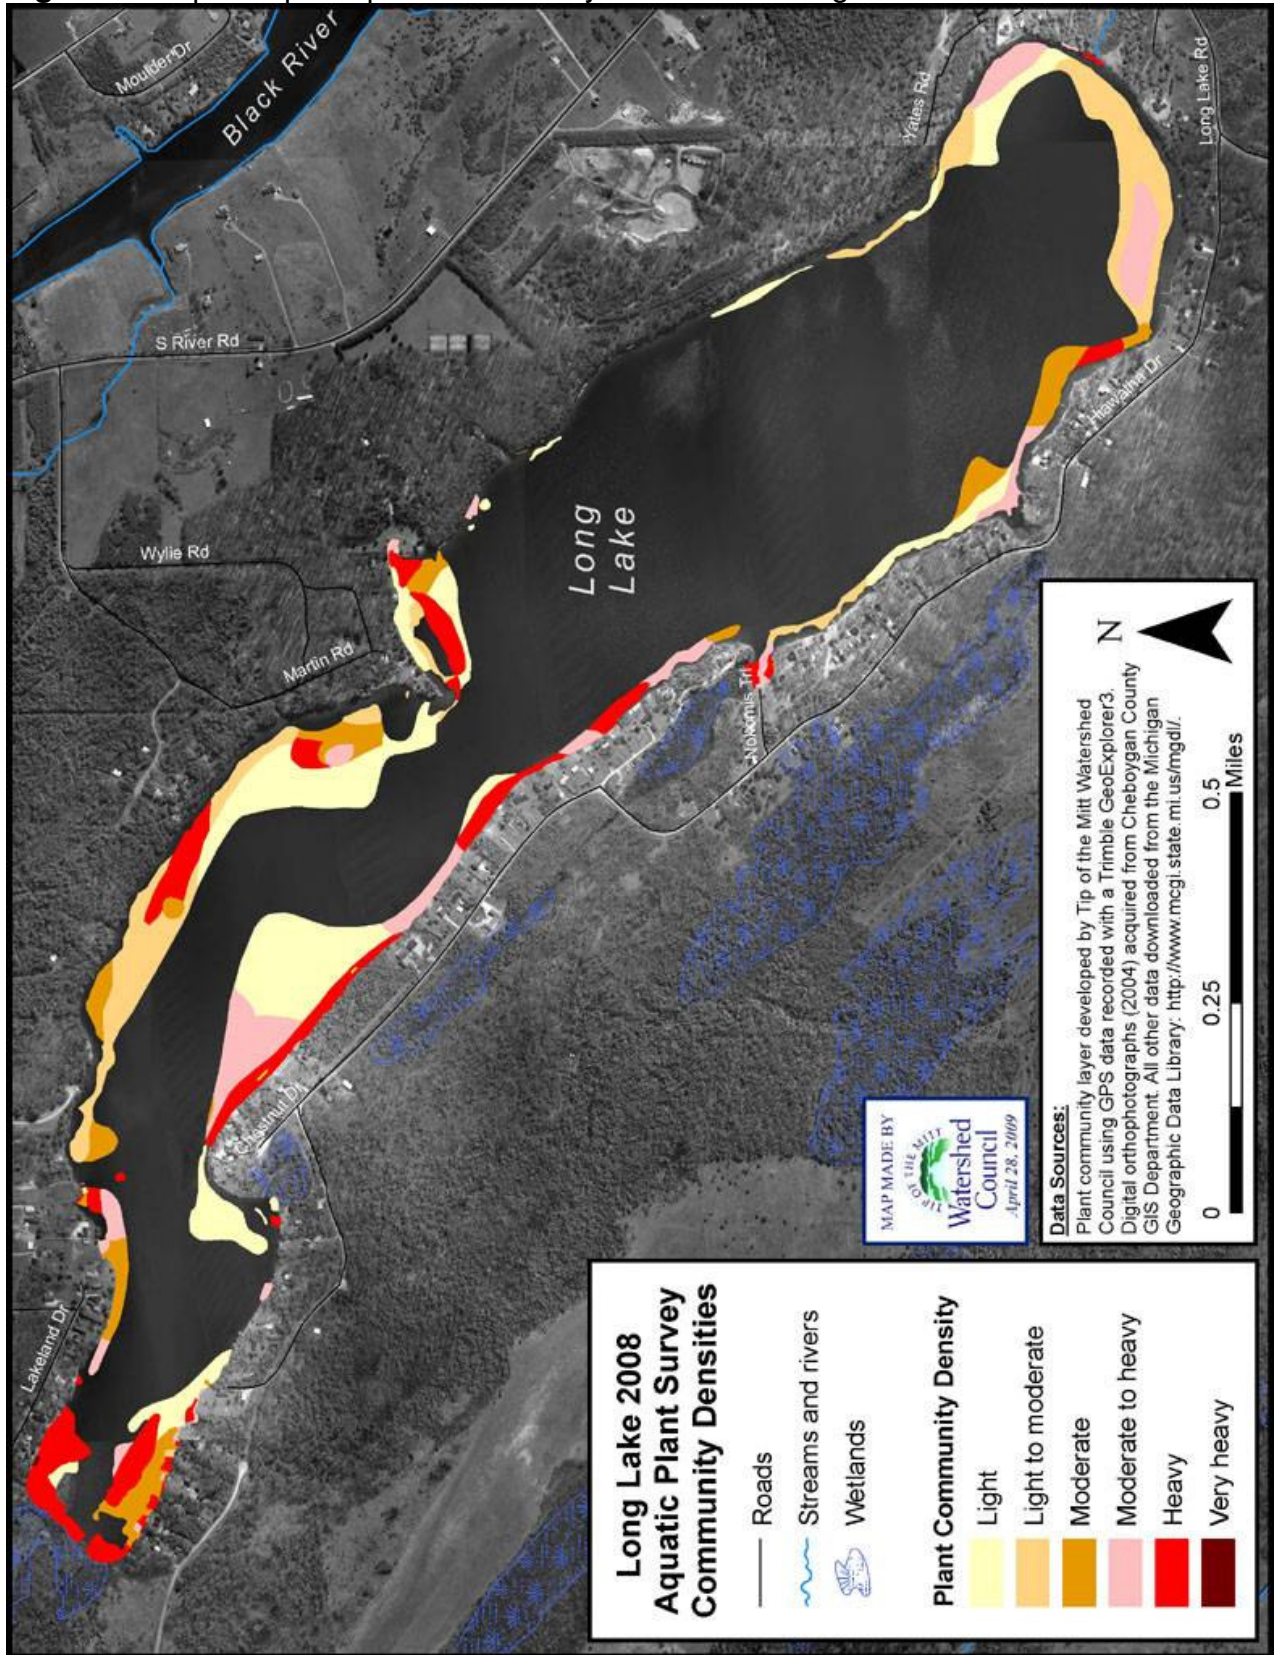 Moulder Dr
Black River
Yates Rd
Long Lake Rd
S River Rd
Hiawatha Dr
Wylie Rd
Long
Lake
Martin Rd
Nokomis Trl
Chestnut Dr
Lakeland Dr
Long Lake 2008
Aquatic Plant Survey
Community Densities
Roads
Streams and rivers
Wetlands
Plant Community Density
Light
Light to moderate
Moderate
Moderate to heavy
Heavy
Very heavy
MAP MADE BY
TIP OF THE MITT
Watershed
Council
April 28, 2009
Data Sources:
Plant community layer developed by Tip of the Mitt Watershed
Council using GPS data recorded with a Trimble GeoExplorer3.
Digital orthophotographs (2004) acquired from Cheboygan County
GIS Department. All other data downloaded from the Michigan
Geographic Data Library: http://www.mcgi.state.mi.us/mgdl/.
N
0 0.25 0.5
Miles